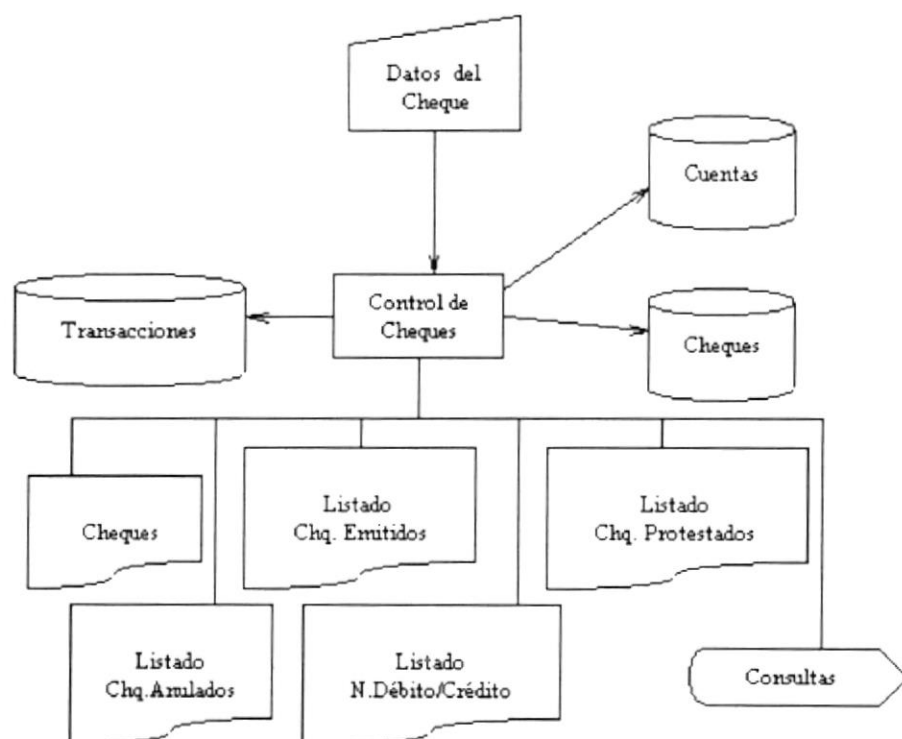 Datos del
Cheque
Cuentas
Control de
Cheques
Transacciones
Cheques
Cheques
Listado
Chq. Emitidos
Listado
Chq. Protestados
Listado
Chq.Anulados
Listado
N.Débito/Crédito
Consultas